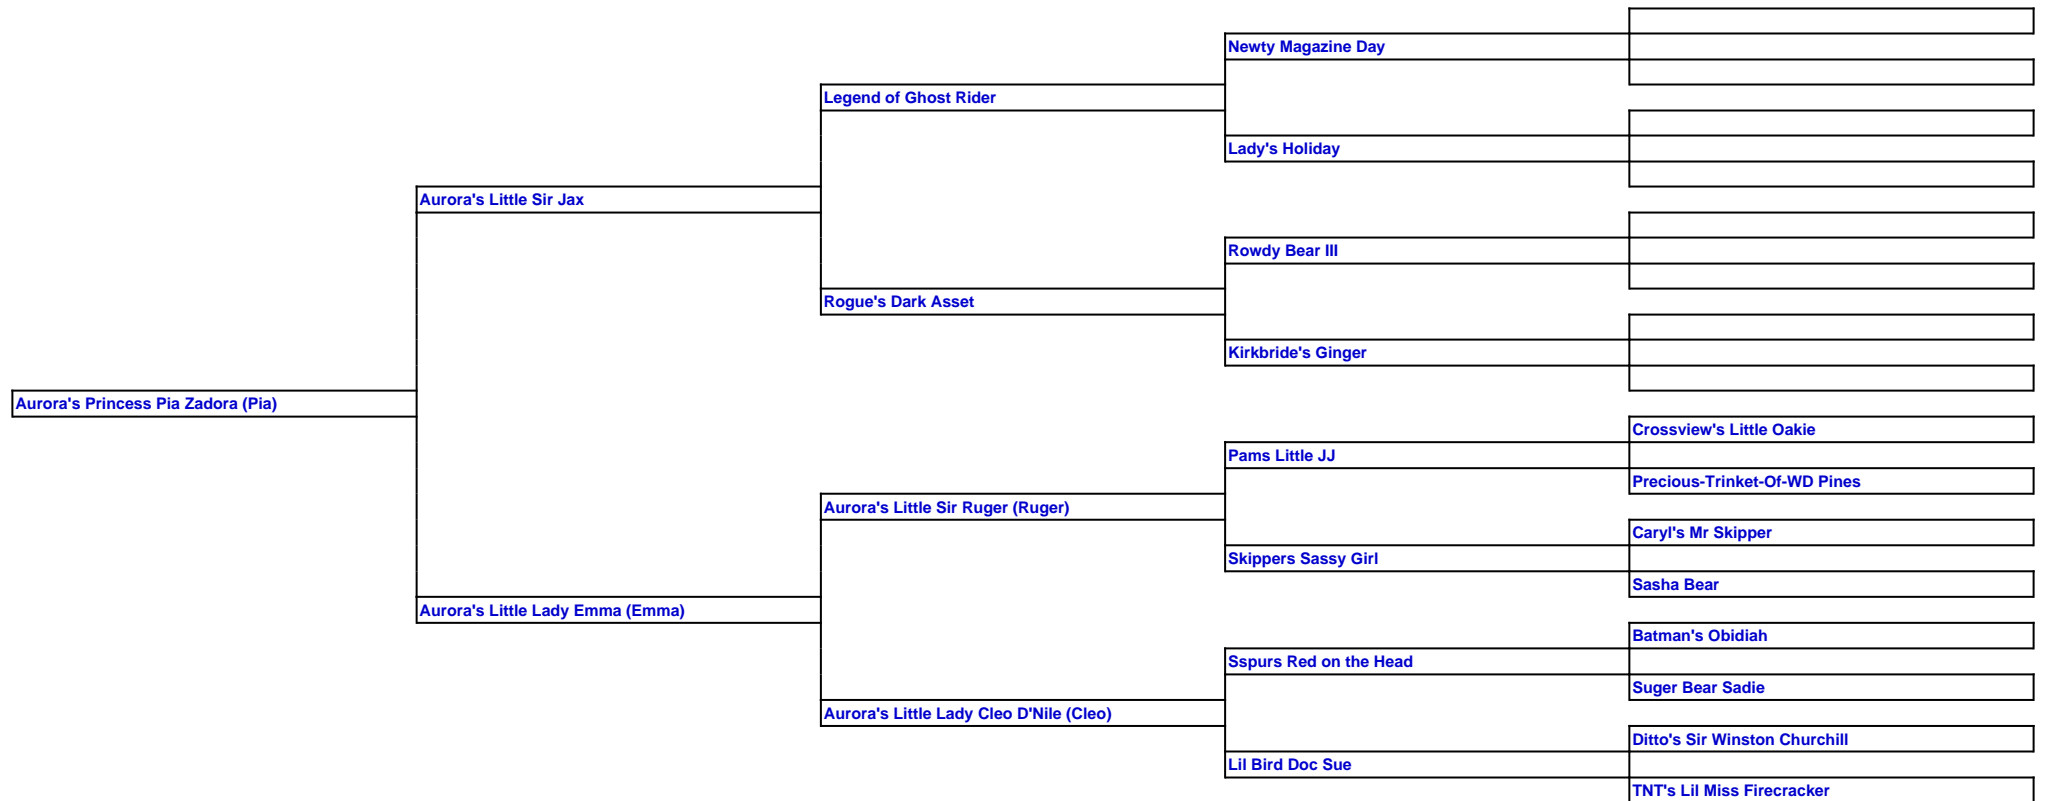 Newty Magazine Day
Legend of Ghost Rider
Lady's Holiday
Aurora's Little Sir Jax
Rowdy Bear III
Rogue's Dark Asset
Kirkbride's Ginger
Aurora's Princess Pia Zadora (Pia)
Crossview's Little Oakie
Pams Little JJ
Precious-Trinket-Of-WD Pines
Aurora's Little Sir Ruger (Ruger)
Caryl's Mr Skipper
Skippers Sassy Girl
Sasha Bear
Aurora's Little Lady Emma (Emma)
Batman's Obidiah
Sspurs Red on the Head
Suger Bear Sadie
Aurora's Little Lady Cleo D'Nile (Cleo)
Ditto's Sir Winston Churchill
Lil Bird Doc Sue
TNT's Lil Miss Firecracker